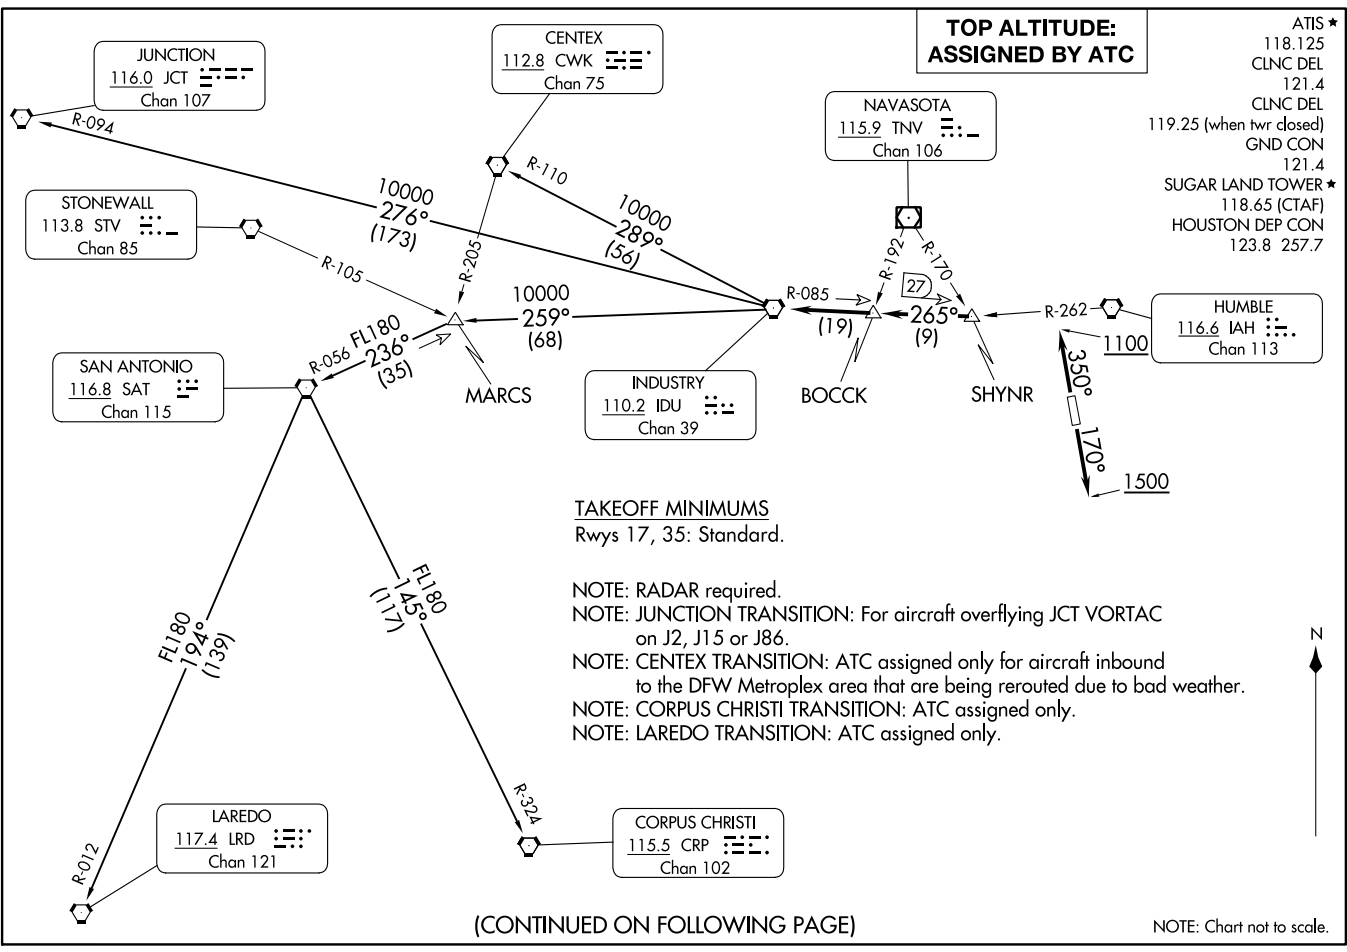 TOP ALTITUDE:
ASSIGNED BY ATC
ATIS ★
118.125
CLNC DEL
121.4
CLNC DEL
119.25 (when twr closed)
GND CON
121.4
SUGAR LAND TOWER ★
118.65 (CTAF)
HOUSTON DEP CON
123.8 257.7
JUNCTION
116.0 JCT
Chan 107
CENTEX
112.8 CWK
Chan 75
NAVASOTA
115.9 TNV
Chan 106
STONEWALL
113.8 STV
Chan 85
R-094
R-110
10000
276°
(173)
10000
289°
(56)
R-205
R-105
R-192
R-170
27
R-085
10000
259°
(68)
(19)
265°
(9)
R-262
HUMBLE
116.6 IAH
Chan 113
1100
350°
170°
1500
SAN ANTONIO
116.8 SAT
Chan 115
R-056
FL180
236°
(35)
MARCS
INDUSTRY
110.2 IDU
Chan 39
BOCCK
SHYNR
TAKEOFF MINIMUMS
Rwys 17, 35: Standard.
NOTE: RADAR required.
NOTE: JUNCTION TRANSITION: For aircraft overflying JCT VORTAC
on J2, J15 or J86.
NOTE: CENTEX TRANSITION: ATC assigned only for aircraft inbound
to the DFW Metroplex area that are being rerouted due to bad weather.
NOTE: CORPUS CHRISTI TRANSITION: ATC assigned only.
NOTE: LAREDO TRANSITION: ATC assigned only.
FL180
194°
(139)
FL180
145°
(117)
N
R-012
R-324
LAREDO
117.4 LRD
Chan 121
CORPUS CHRISTI
115.5 CRP
Chan 102
(CONTINUED ON FOLLOWING PAGE)
NOTE: Chart not to scale.